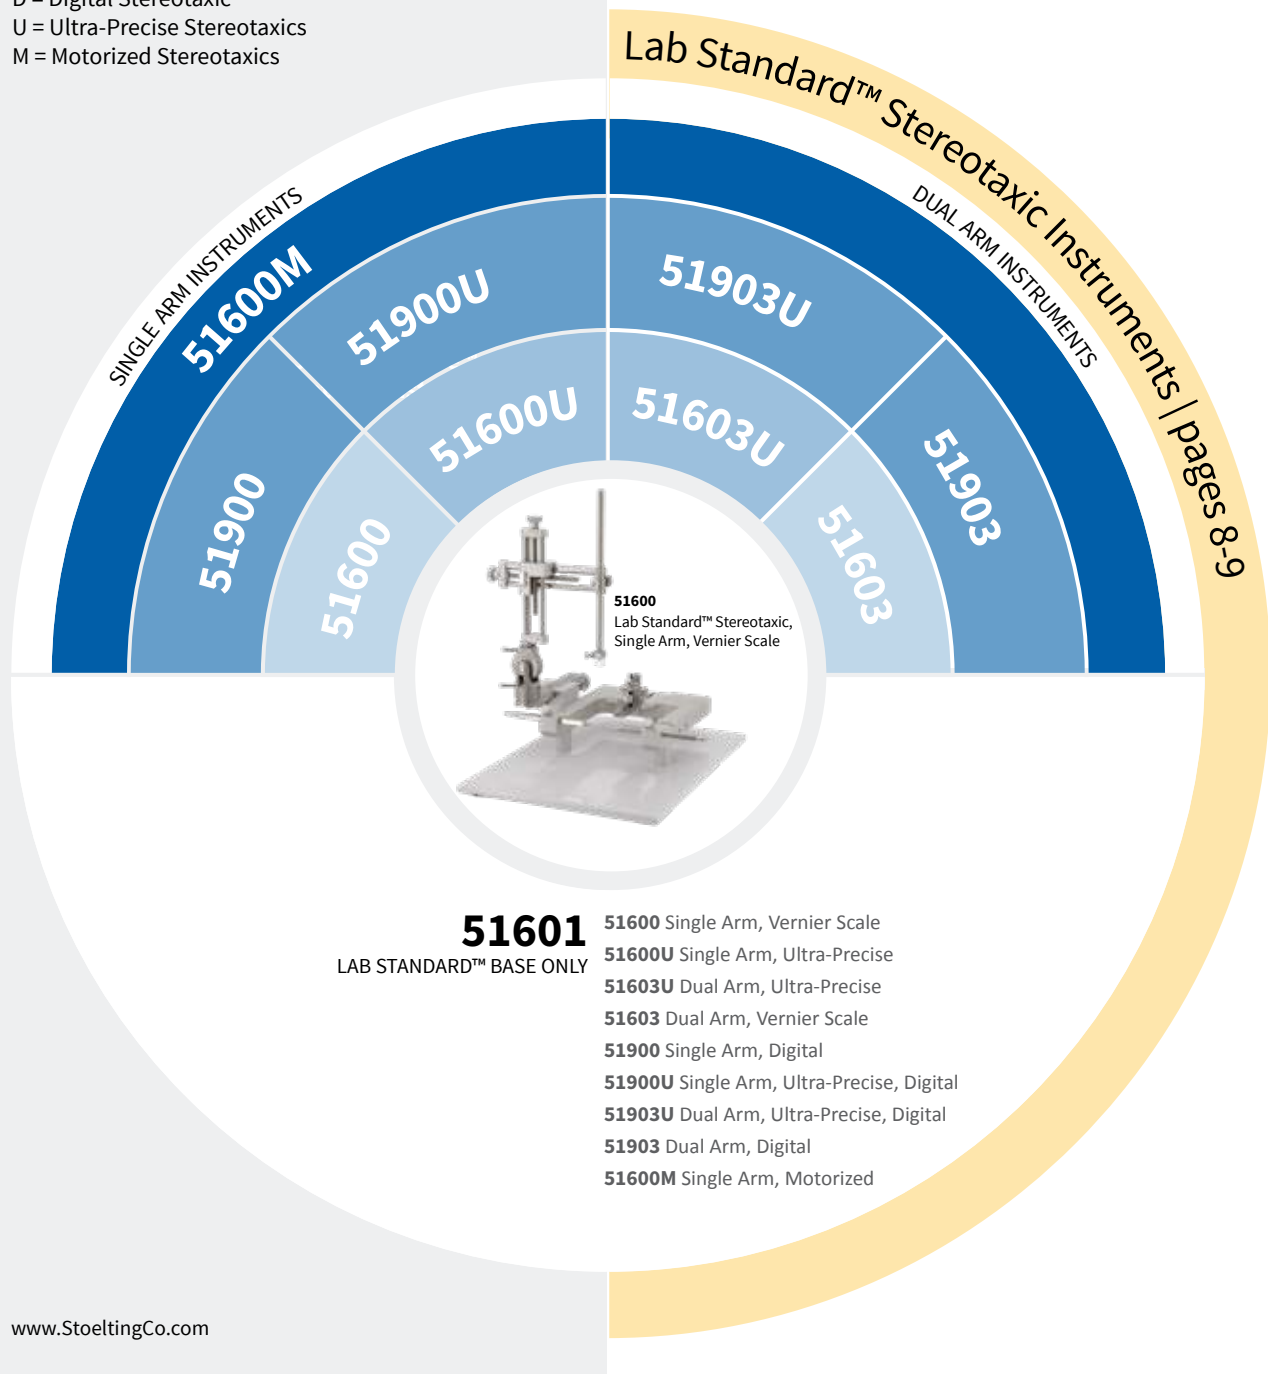 D = Digital Stereotaxic
U = Ultra-Precise Stereotaxics
M = Motorized Stereotaxics
Lab Standard™ Stereotaxic Instruments | pages 8-9
SINGLE ARM INSTRUMENTS
DUAL ARM INSTRUMENTS
51600M
51900U
51903U
51600U
51603U
51900
51600
51603
51903
51600
Lab Standard™ Stereotaxic,
Single Arm, Vernier Scale
51601
LAB STANDARD™ BASE ONLY
51600 Single Arm, Vernier Scale
51600U Single Arm, Ultra-Precise
51603U Dual Arm, Ultra-Precise
51603 Dual Arm, Vernier Scale
51900 Single Arm, Digital
51900U Single Arm, Ultra-Precise, Digital
51903U Dual Arm, Ultra-Precise, Digital
51903 Dual Arm, Digital
51600M Single Arm, Motorized
www.StoeltingCo.com